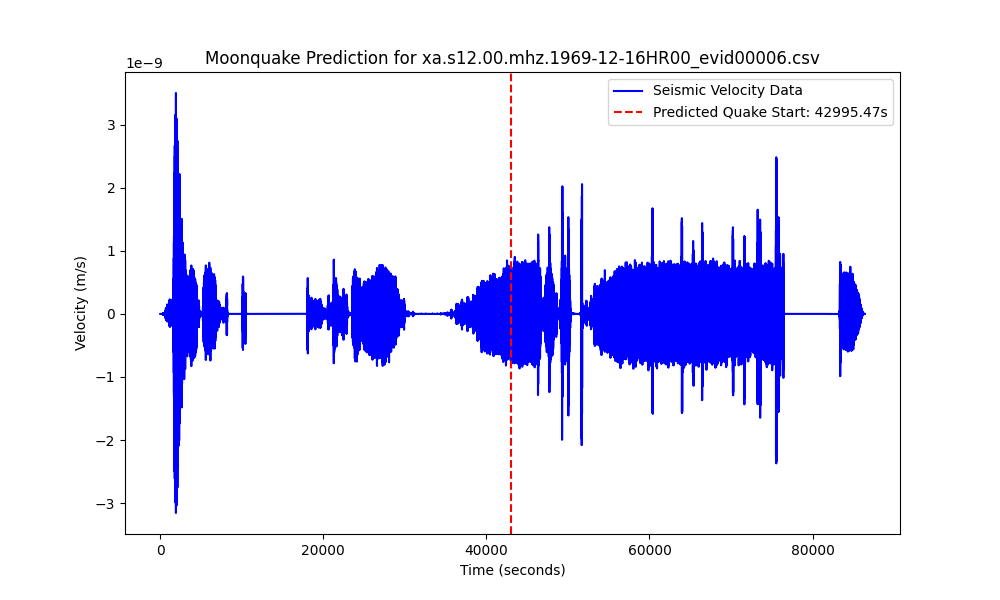 Moonquake Prediction for xa.s12.00.mhz.1969-12-16HR00_evid00006.csv
1e−9
Seismic Velocity Data
Predicted Quake Start: 42995.47s
3
2
1
0
−1
−2
−3
Velocity (m/s)
0 20000 40000 60000 80000
Time (seconds)